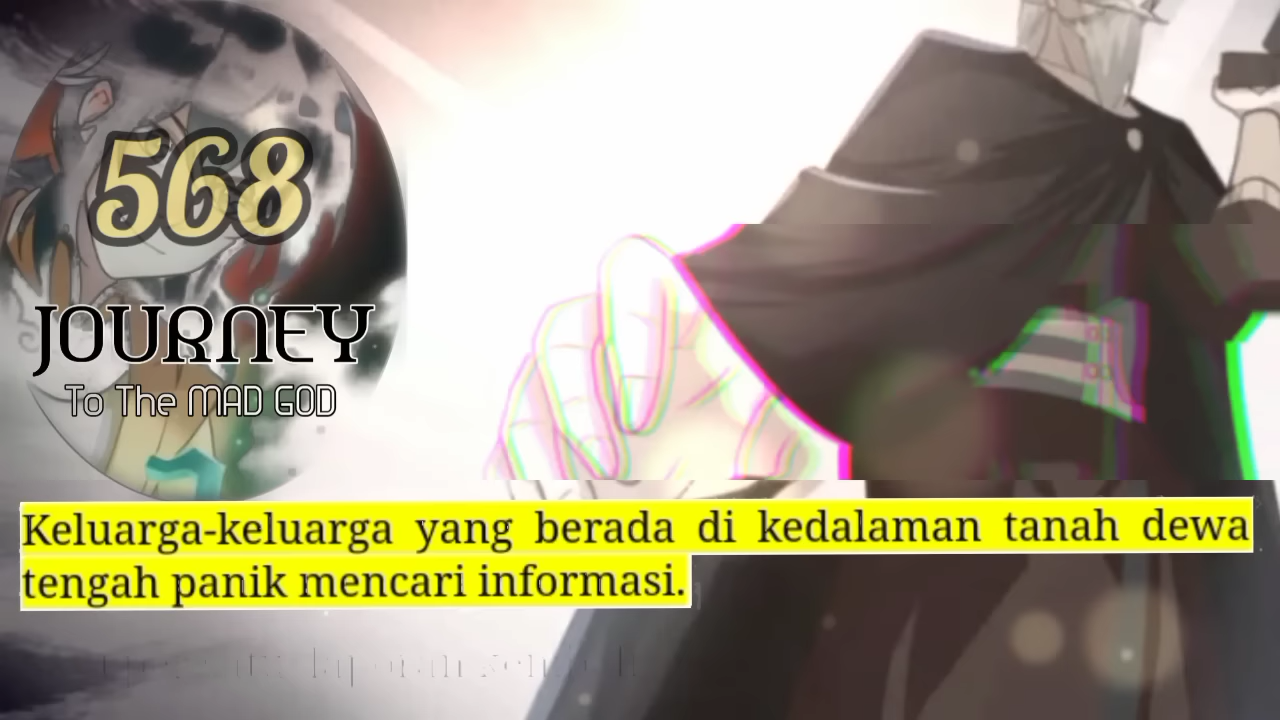 568
JOURNEY
To The MAD GOD
Keluarga-keluarga yang berada di kedalaman tanah dewa
tengah panik mencari informasi.